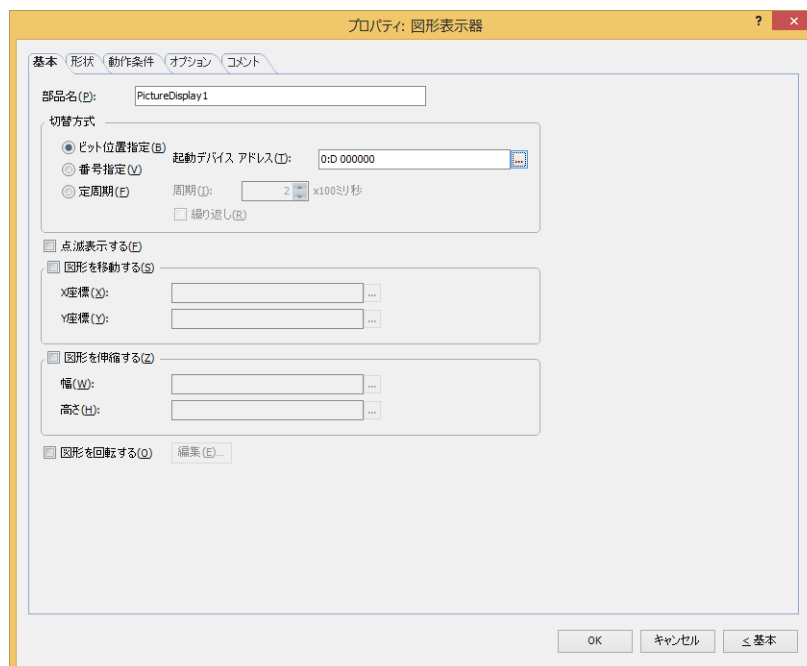 プロパティ: 図形表示器
? ×
基本 形状 動作条件 オプション コメント
部品名(P): PictureDisplay1
切替方式
ビット位置指定(B)
起動デバイス アドレス(T): 0:D 000000 ...
番号指定(V)
定周期(F) 周期(I): 2 x100ミリ秒
繰り返し(R)
点滅表示する(F)
図形を移動する(S)
X座標(X): ...
Y座標(Y): ...
図形を伸縮する(Z)
幅(W): ...
高さ(H): ...
図形を回転する(O) 編集(E)...
OK キャンセル < 基本